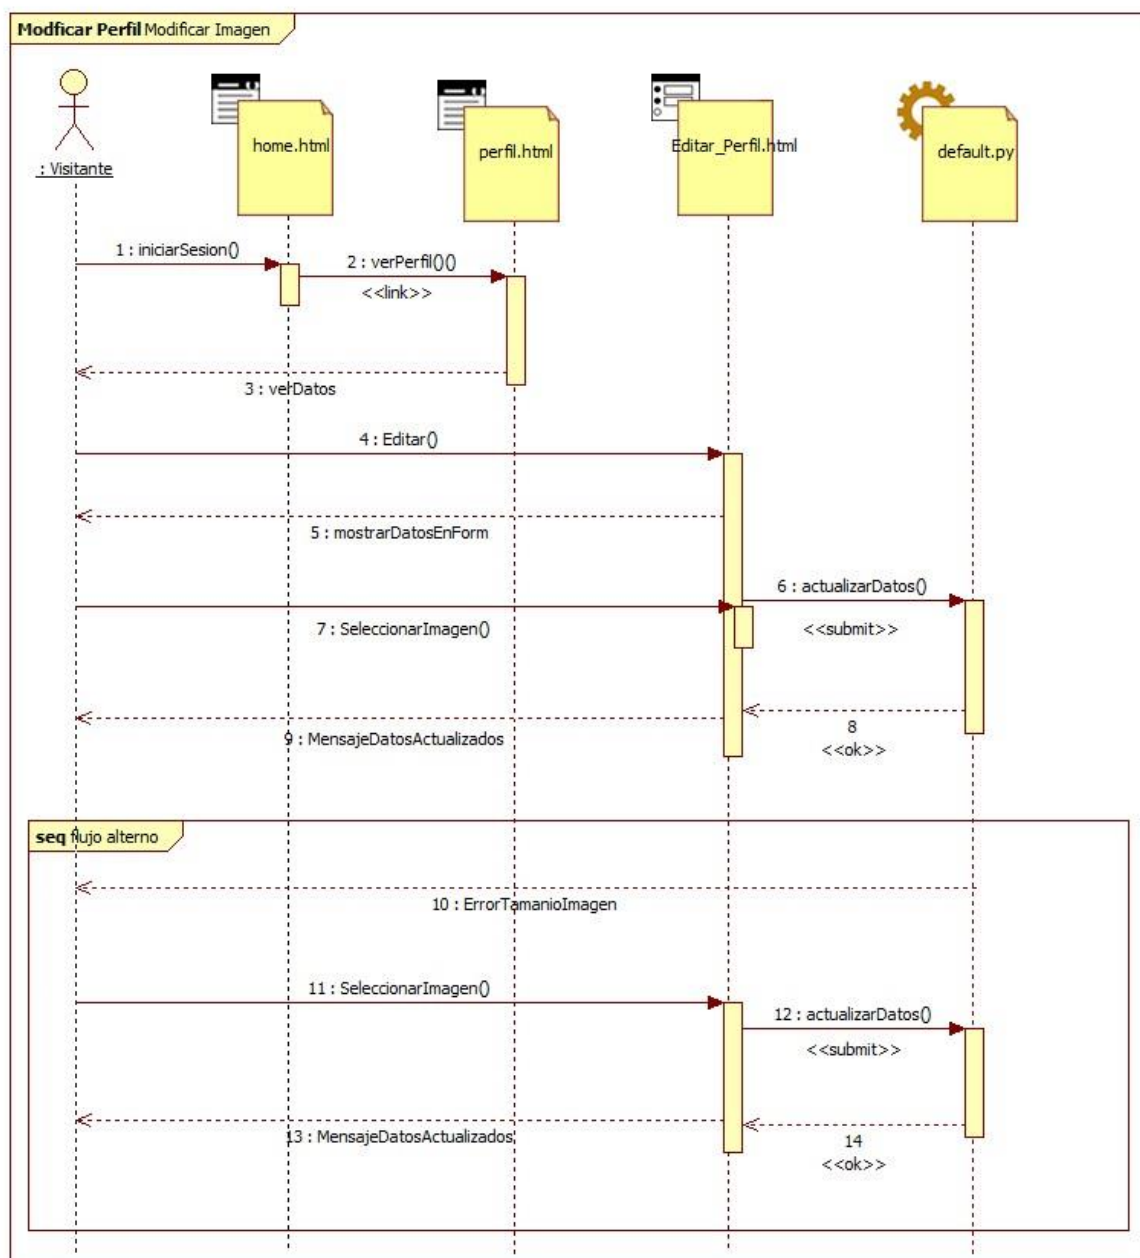 Modficar Perfil Modificar Imagen
: Visitante
home.html
perfil.html
Editar_Perfil.html
default.py
1 : iniciarSesion()
2 : verPerfil()()
<<link>>
3 : verDatos
4 : Editar()
5 : mostrarDatosEnForm
6 : actualizarDatos()
<<submit>>
7 : SeleccionarImagen()
8
<<ok>>
9 : MensajeDatosActualizados
seq flujo alterno
10 : ErrorTamanioImagen
11 : SeleccionarImagen()
12 : actualizarDatos()
<<submit>>
13 : MensajeDatosActualizados
14
<<ok>>